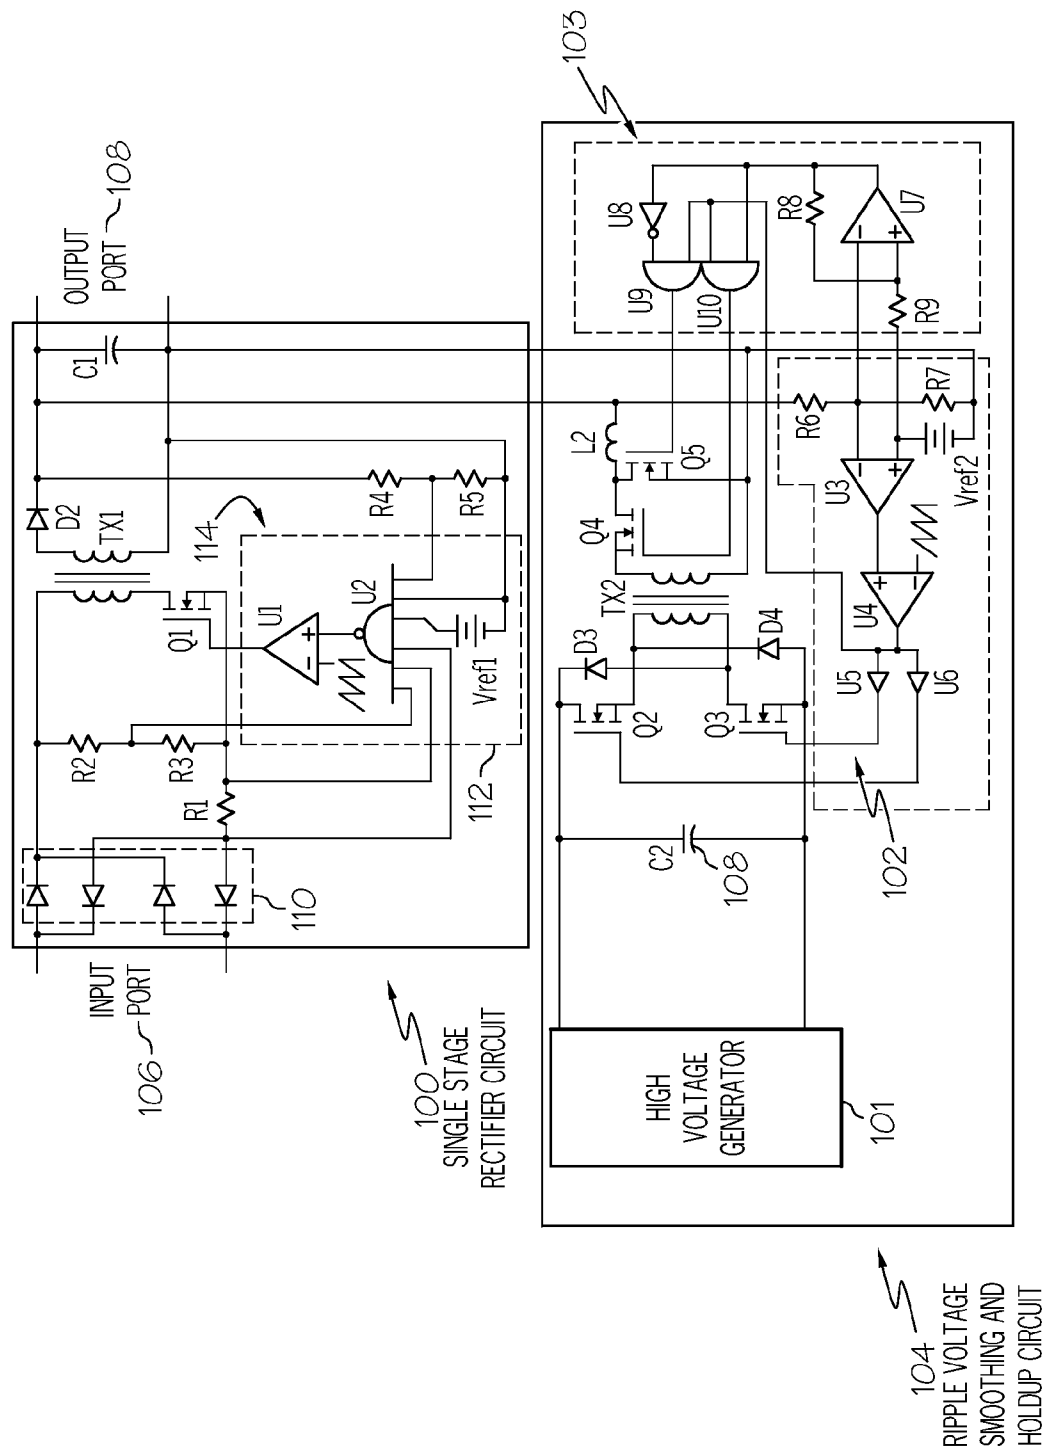 INPUT
PORT
106
110
R2
R3
R1
112
114
U1
U2
Vref1
Q1
TX1
D2
R4
R5
C1
OUTPUT
PORT
108
100
SINGLE STAGE
RECTIFIER CIRCUIT
HIGH
VOLTAGE
GENERATOR
101
C2
108
Q2
Q3
D3
D4
TX2
Q4
Q5
L2
U9
U10
U8
R8
U7
R9
103
R6
R7
U3
Vref2
U4
U5
U6
102
104
RIPPLE VOLTAGE
SMOOTHING AND
HOLDUP CIRCUIT